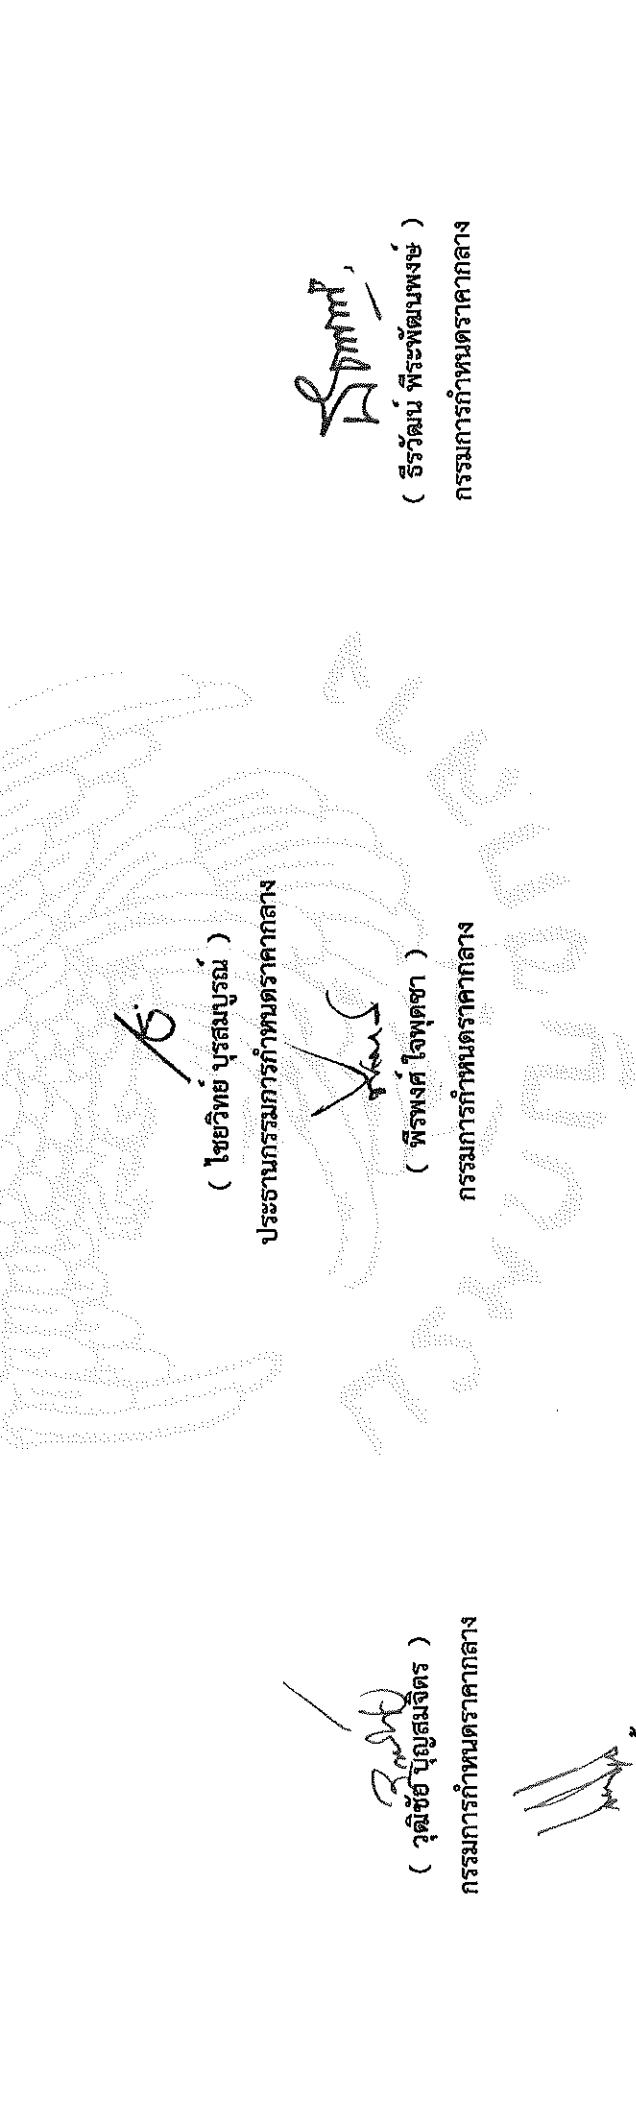 ( ไชยวิทย์ บุรสมบูรณ์ )
ประธานกรรมการกำหนดราคากลาง
( วุฒิชัย บุญสมจิตร )
กรรมการกำหนดราคากลาง
( พีรพงศ์ ใจพุดซา )
กรรมการกำหนดราคากลาง
( ธีรวัฒน์ พีระพัฒนพงษ์ )
กรรมการกำหนดราคากลาง